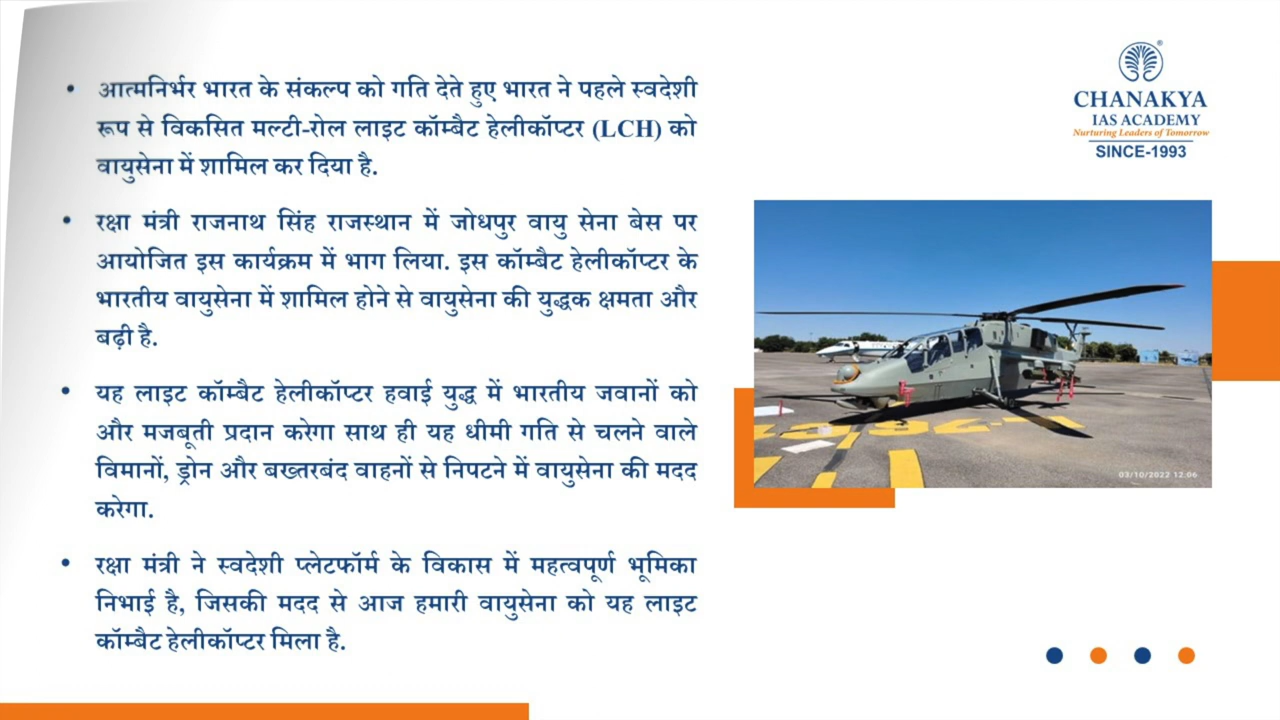 • आत्मनिर्भर भारत के संकल्प को गति देते हुए भारत ने पहले स्वदेशी
रूप से विकसित मल्टी-रोल लाइट कॉम्बैट हेलीकॉप्टर (LCH) को
वायुसेना में शामिल कर दिया है.
• रक्षा मंत्री राजनाथ सिंह राजस्थान में जोधपुर वायु सेना बेस पर
आयोजित इस कार्यक्रम में भाग लिया. इस कॉम्बैट हेलीकॉप्टर के
भारतीय वायुसेना में शामिल होने से वायुसेना की युद्धक क्षमता और
बढ़ी है.
• यह लाइट कॉम्बैट हेलीकॉप्टर हवाई युद्ध में भारतीय जवानों को
और मजबूती प्रदान करेगा साथ ही यह धीमी गति से चलने वाले
विमानों, ड्रोन और बख्तरबंद वाहनों से निपटने में वायुसेना की मदद
करेगा.
• रक्षा मंत्री ने स्वदेशी प्लेटफॉर्म के विकास में महत्वपूर्ण भूमिका
निभाई है, जिसकी मदद से आज हमारी वायुसेना को यह लाइट
कॉम्बैट हेलीकॉप्टर मिला है.
CHANAKYA
IAS ACADEMY
Nurturing Leaders of Tomorrow
SINCE-1993
03/10/2022 12:06